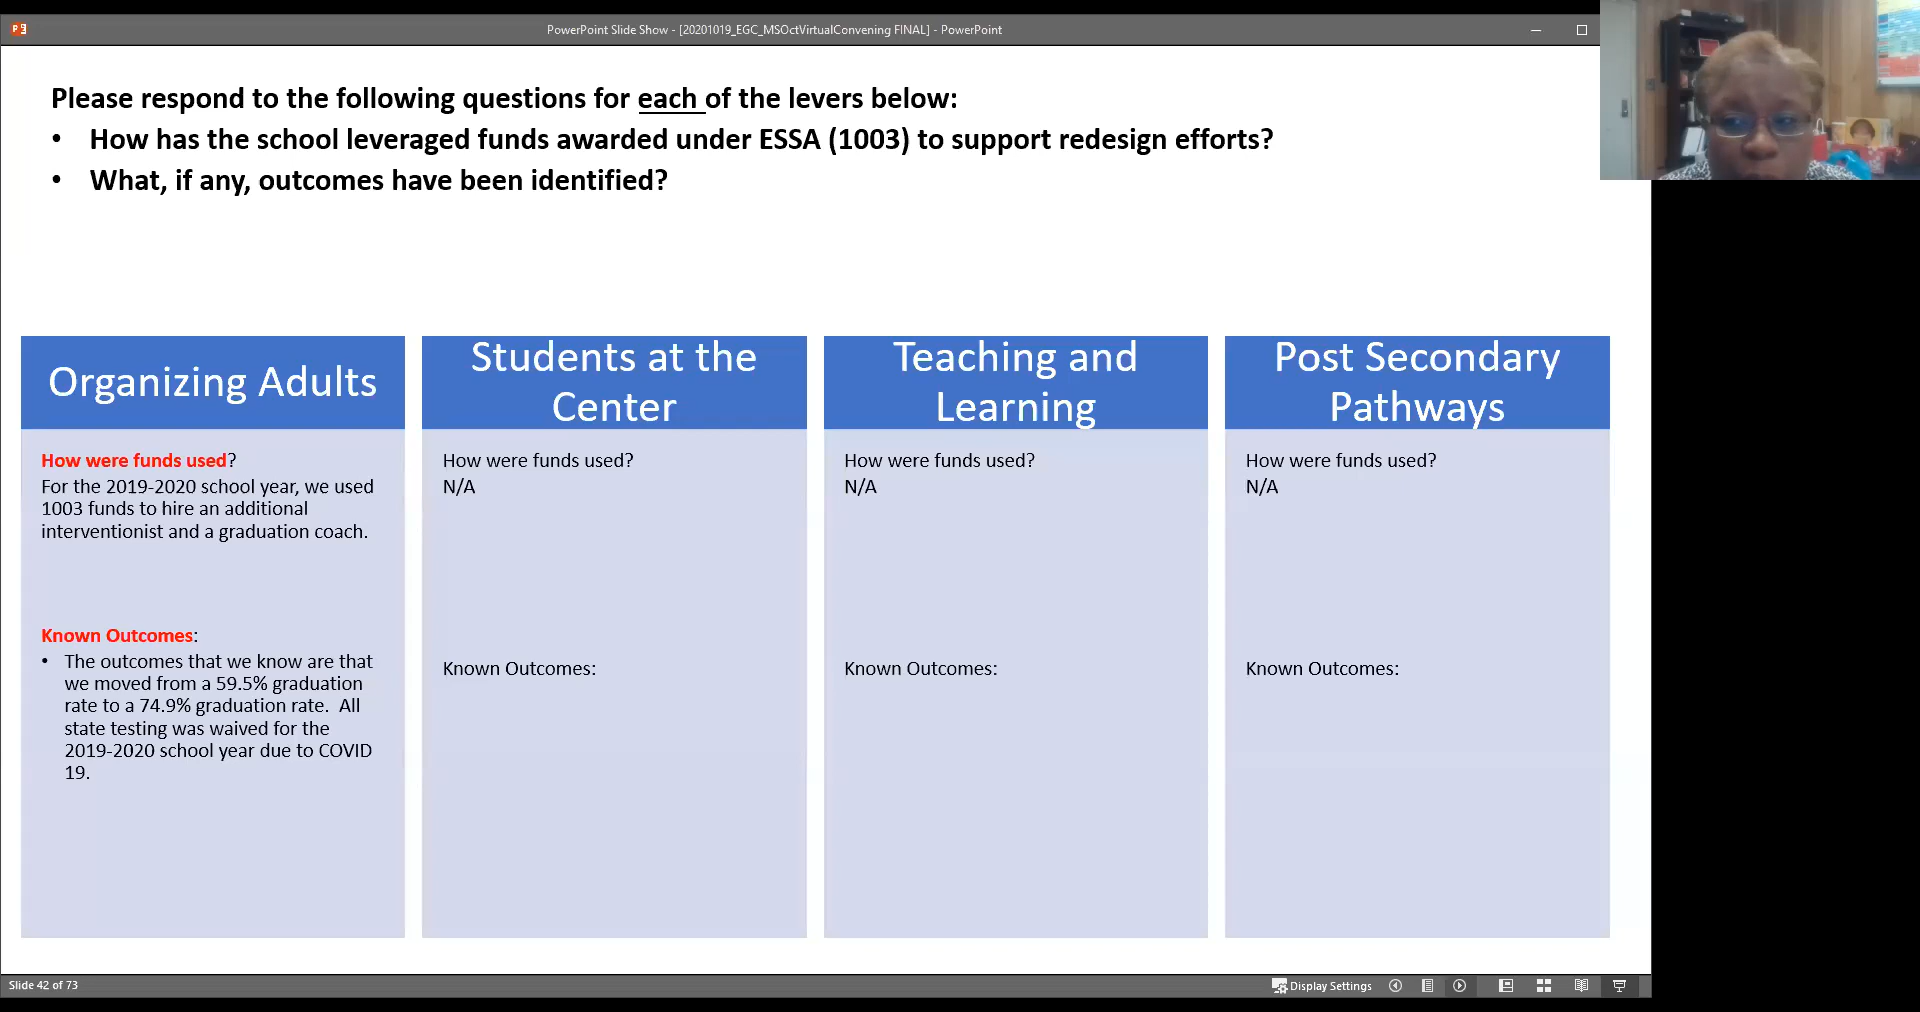 PowerPoint Slide Show - [20201019_EGC_MSOctVirtualConvening FINAL] - PowerPoint
Please respond to the following questions for each of the levers below:
• How has the school leveraged funds awarded under ESSA (1003) to support redesign efforts?
• What, if any, outcomes have been identified?
Organizing Adults
How were funds used?
For the 2019-2020 school year, we used
1003 funds to hire an additional
interventionist and a graduation coach.
Known Outcomes:
• The outcomes that we know are that
we moved from a 59.5% graduation
rate to a 74.9% graduation rate.  All
state testing was waived for the
2019-2020 school year due to COVID
19.
Students at the
Center
How were funds used?
N/A
Known Outcomes:
Teaching and
Learning
How were funds used?
N/A
Known Outcomes:
Post Secondary
Pathways
How were funds used?
N/A
Known Outcomes:
Slide 42 of 73
Display Settings